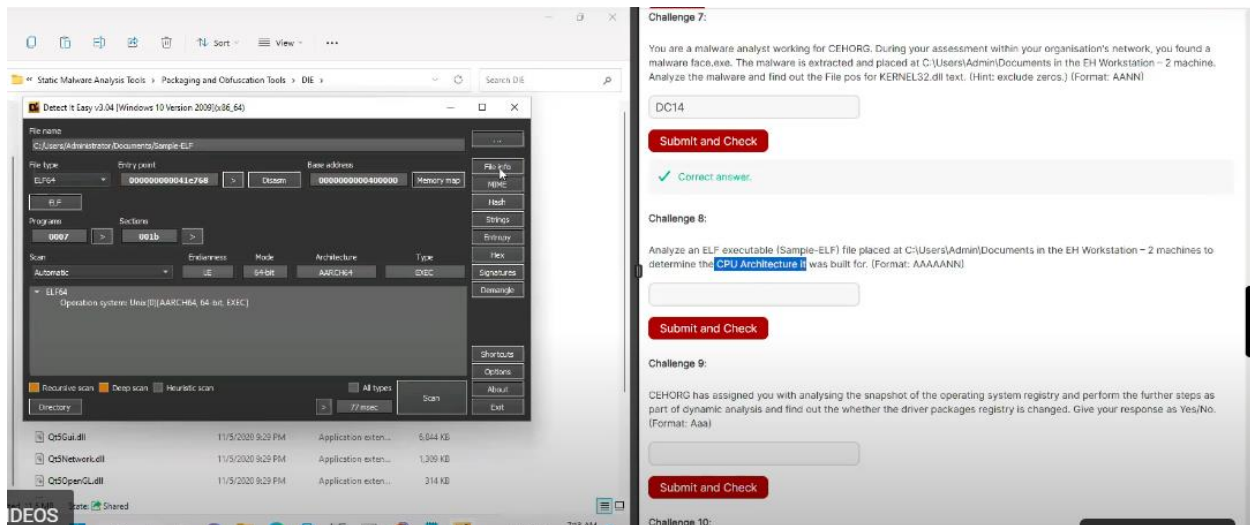 Sort
View
Static Malware Analysis Tools > Packaging and Obfuscation Tools > DIE >
Search DIE
Detect It Easy v3.04 [Windows 10 Version 2009](x86_64)
File name
C:/Users/Administrator/Documents/Sample-ELF
...
File type
Entry point
Base address
File info
ELF64
000000000041e768
>
Disasm
0000000000400000
Memory map
MIME
ELF
Hash
Programs
Sections
Strings
0007
>
001b
>
Entropy
Scan
Endianness
Mode
Architecture
Type
Hex
Automatic
LE
64-bit
AARCH64
EXEC
Signatures
ELF64
Demangle
Operation system: Unix(0)[AARCH64, 64-bit, EXEC]
Shortcuts
Options
Recursive scan
Deep scan
Heuristic scan
All types
Scan
About
Directory
>
77 msec
Exit
Qt5Gui.dll
11/5/2020 9:29 PM
Application exten...
6,044 KB
Qt5Network.dll
11/5/2020 9:29 PM
Application exten...
1,309 KB
Qt5OpenGL.dll
11/5/2020 9:29 PM
Application exten...
314 KB
State: Shared
IDEOS
Challenge 7:
You are a malware analyst working for CEHORG. During your assessment within your organisation's network, you found a
malware face.exe. The malware is extracted and placed at C:\Users\Admin\Documents in the EH Workstation – 2 machine.
Analyze the malware and find out the File pos for KERNEL32.dll text. (Hint: exclude zeros.) (Format: AANN)
DC14
Submit and Check
Correct answer.
Challenge 8:
Analyze an ELF executable (Sample-ELF) file placed at C:\Users\Admin\Documents in the EH Workstation – 2 machines to
determine the CPU Architecture it was built for. (Format: AAAAANN)
Submit and Check
Challenge 9:
CEHORG has assigned you with analysing the snapshot of the operating system registry and perform the further steps as
part of dynamic analysis and find out the whether the driver packages registry is changed. Give your response as Yes/No.
(Format: Aaa)
Submit and Check
Challenge 10: